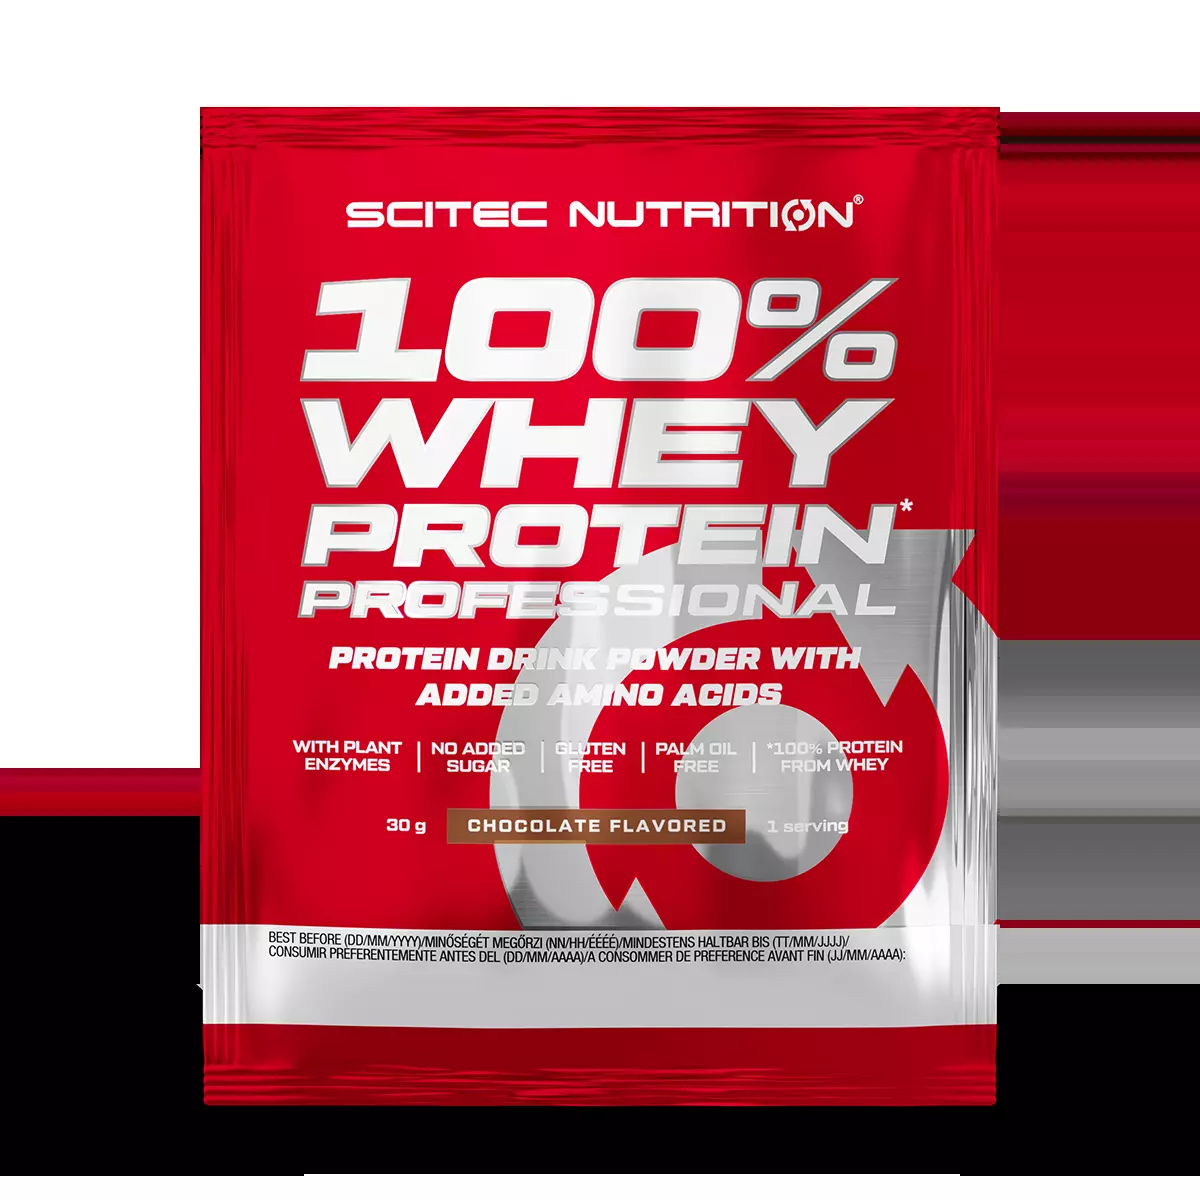 SCITEC NUTRITION®
100%
WHEY
PROTEIN*
PROFESSIONAL
PROTEIN DRINK POWDER WITH
ADDED AMINO ACIDS
WITH PLANT ENZYMES | NO ADDED SUGAR | GLUTEN FREE | PALM OIL FREE | *100% PROTEIN FROM WHEY
30 g CHOCOLATE FLAVORED 1 serving
BEST BEFORE (DD/MM/YYYY)/MINŐSÉGÉT MEGŐRZI (NN/HH/ÉÉÉÉ)/MINDESTENS HALTBAR BIS (TT/MM/JJJJ)/
CONSUMIR PREFERENTEMENTE ANTES DEL (DD/MM/AAAA)/A CONSOMMER DE PREFERENCE AVANT FIN (JJ/MM/AAAA):